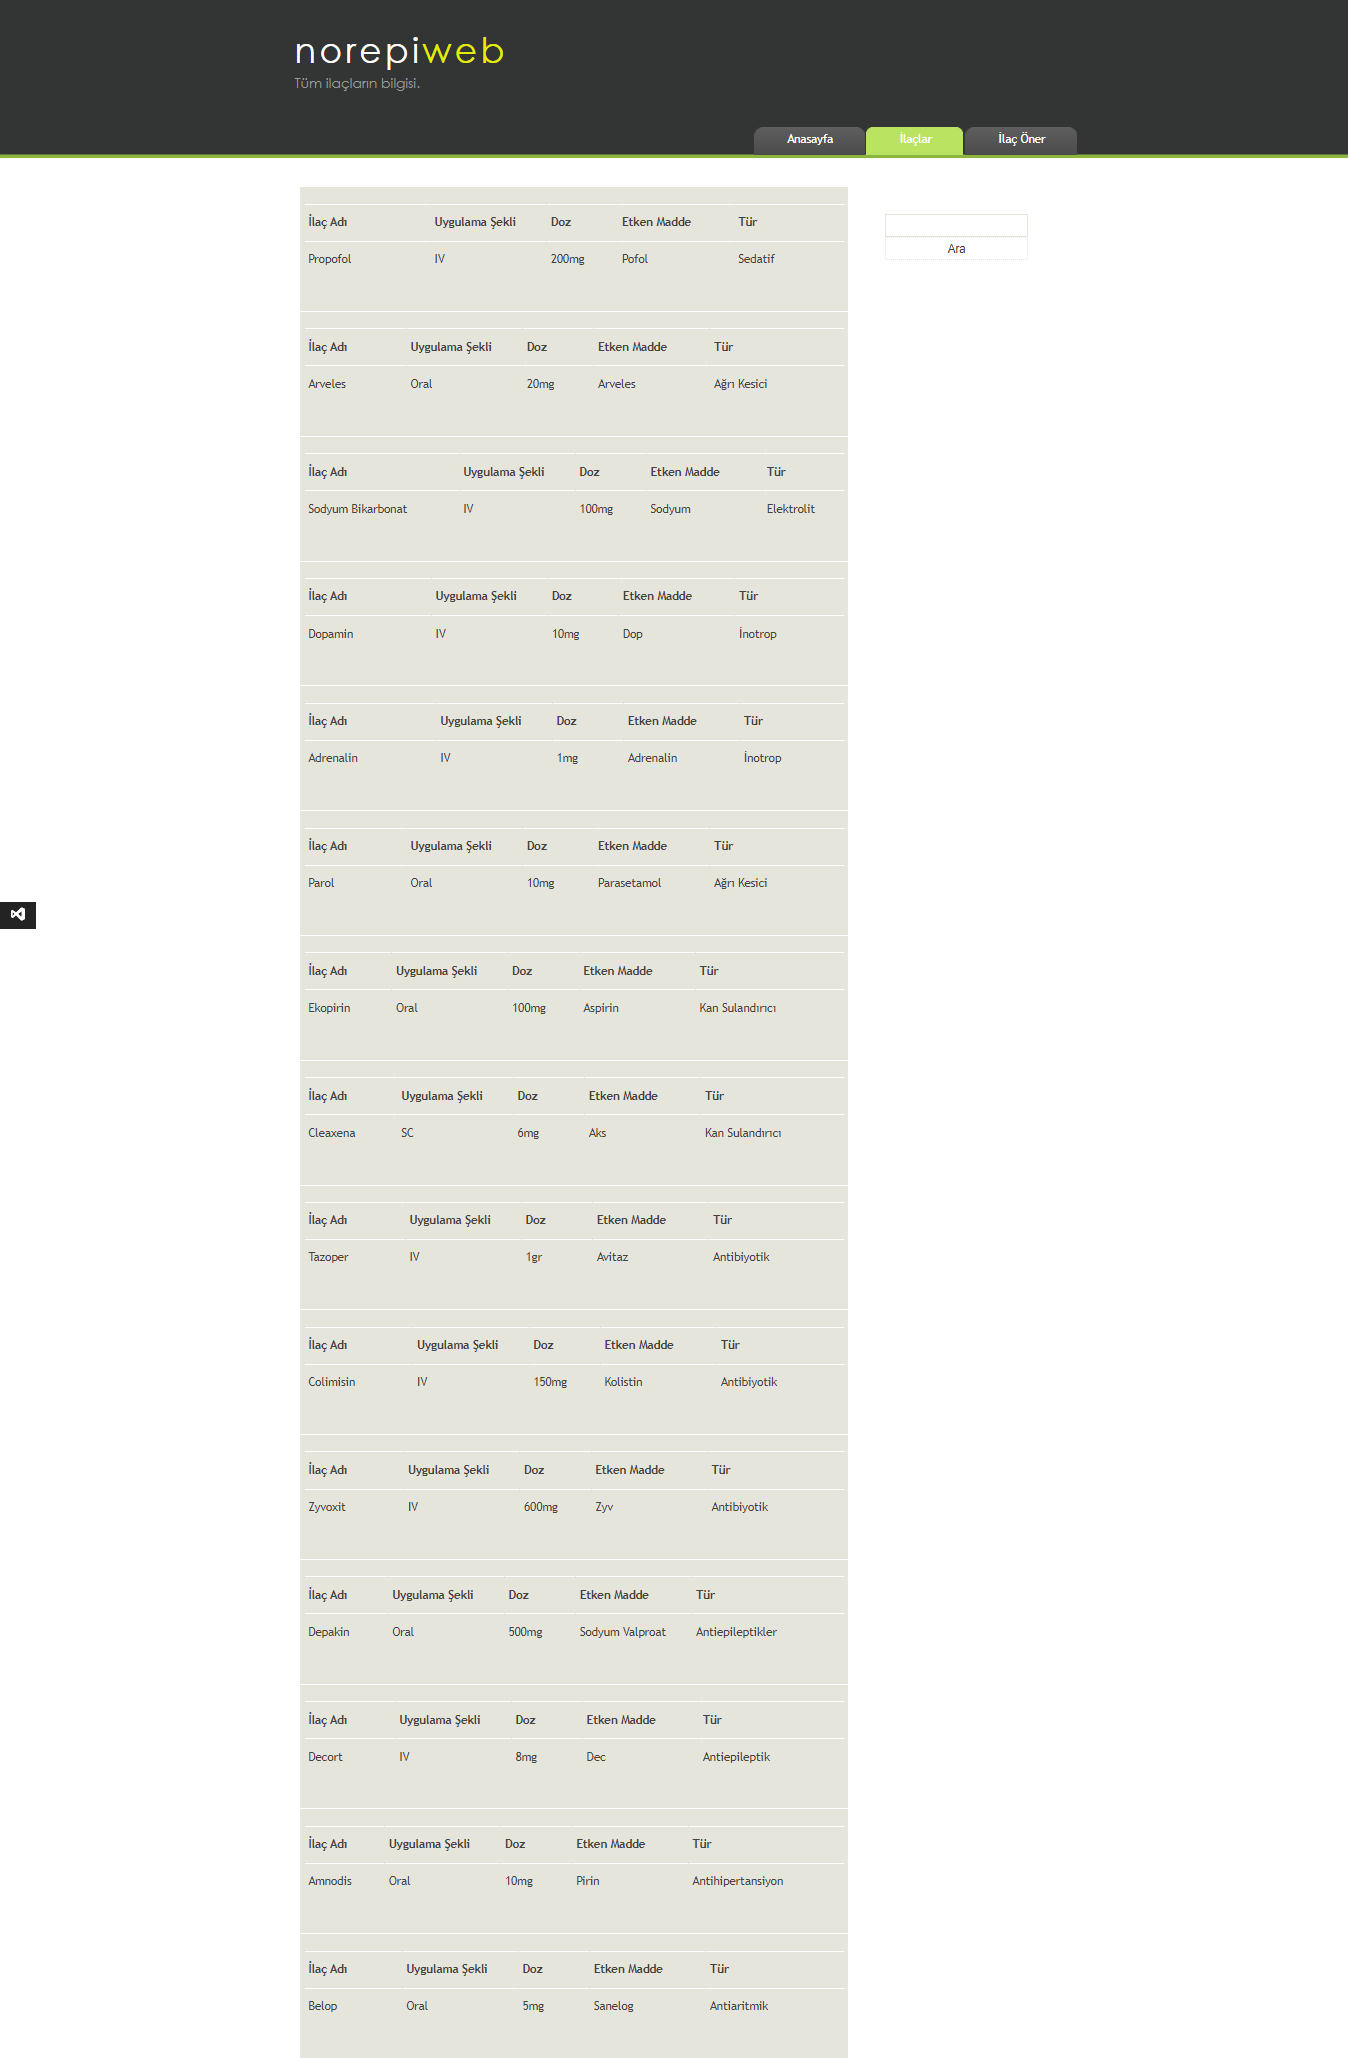 norepiweb
Tüm ilaçların bilgisi.
Anasayfa İlaçlar İlaç Öner
Ara
İlaç Adı Uygulama Şekli Doz Etken Madde Tür
Propofol IV 200mg Pofol Sedatif
İlaç Adı Uygulama Şekli Doz Etken Madde Tür
Arveles Oral 20mg Arveles Ağrı Kesici
İlaç Adı Uygulama Şekli Doz Etken Madde Tür
Sodyum Bikarbonat IV 100mg Sodyum Elektrolit
İlaç Adı Uygulama Şekli Doz Etken Madde Tür
Dopamin IV 10mg Dop İnotrop
İlaç Adı Uygulama Şekli Doz Etken Madde Tür
Adrenalin IV 1mg Adrenalin İnotrop
İlaç Adı Uygulama Şekli Doz Etken Madde Tür
Parol Oral 10mg Parasetamol Ağrı Kesici
İlaç Adı Uygulama Şekli Doz Etken Madde Tür
Ekopirin Oral 100mg Aspirin Kan Sulandırıcı
İlaç Adı Uygulama Şekli Doz Etken Madde Tür
Cleaxena SC 6mg Aks Kan Sulandırıcı
İlaç Adı Uygulama Şekli Doz Etken Madde Tür
Tazoper IV 1gr Avitaz Antibiyotik
İlaç Adı Uygulama Şekli Doz Etken Madde Tür
Colimisin IV 150mg Kolistin Antibiyotik
İlaç Adı Uygulama Şekli Doz Etken Madde Tür
Zyvoxit IV 600mg Zyv Antibiyotik
İlaç Adı Uygulama Şekli Doz Etken Madde Tür
Depakin Oral 500mg Sodyum Valproat Antiepileptikler
İlaç Adı Uygulama Şekli Doz Etken Madde Tür
Decort IV 8mg Dec Antiepileptik
İlaç Adı Uygulama Şekli Doz Etken Madde Tür
Amnodis Oral 10mg Pirin Antihipertansiyon
İlaç Adı Uygulama Şekli Doz Etken Madde Tür
Belop Oral 5mg Sanelog Antiaritmik